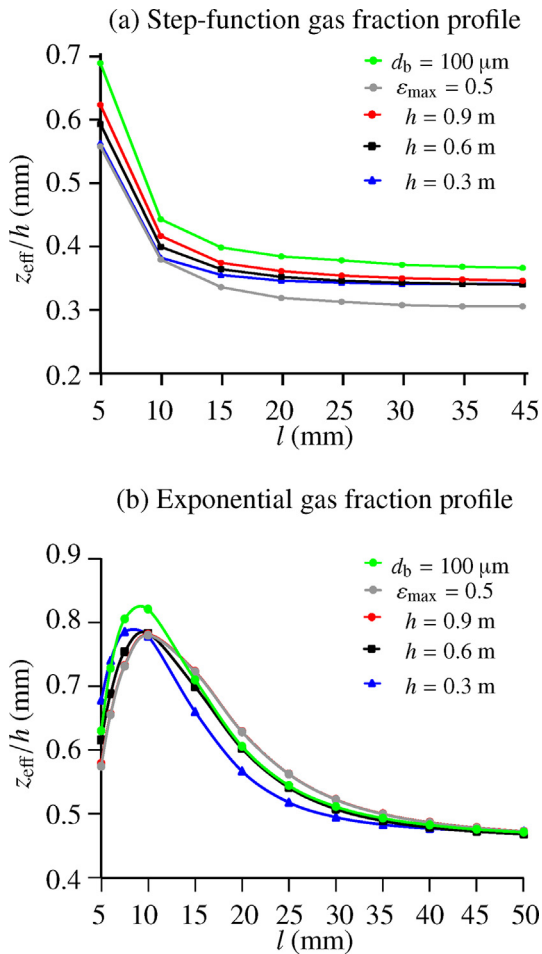 (a) Step-function gas fraction profile
0.7
0.6
0.5
0.4
0.3
0.2
z_eff/h (mm)
d_b = 100 μm
ε_max = 0.5
h = 0.9 m
h = 0.6 m
h = 0.3 m
5 10 15 20 25 30 35 45
l (mm)
(b) Exponential gas fraction profile
0.9
0.8
0.7
0.6
0.5
0.4
z_eff/h (mm)
d_b = 100 μm
ε_max = 0.5
h = 0.9 m
h = 0.6 m
h = 0.3 m
5 10 15 20 25 30 35 40 45 50
l (mm)